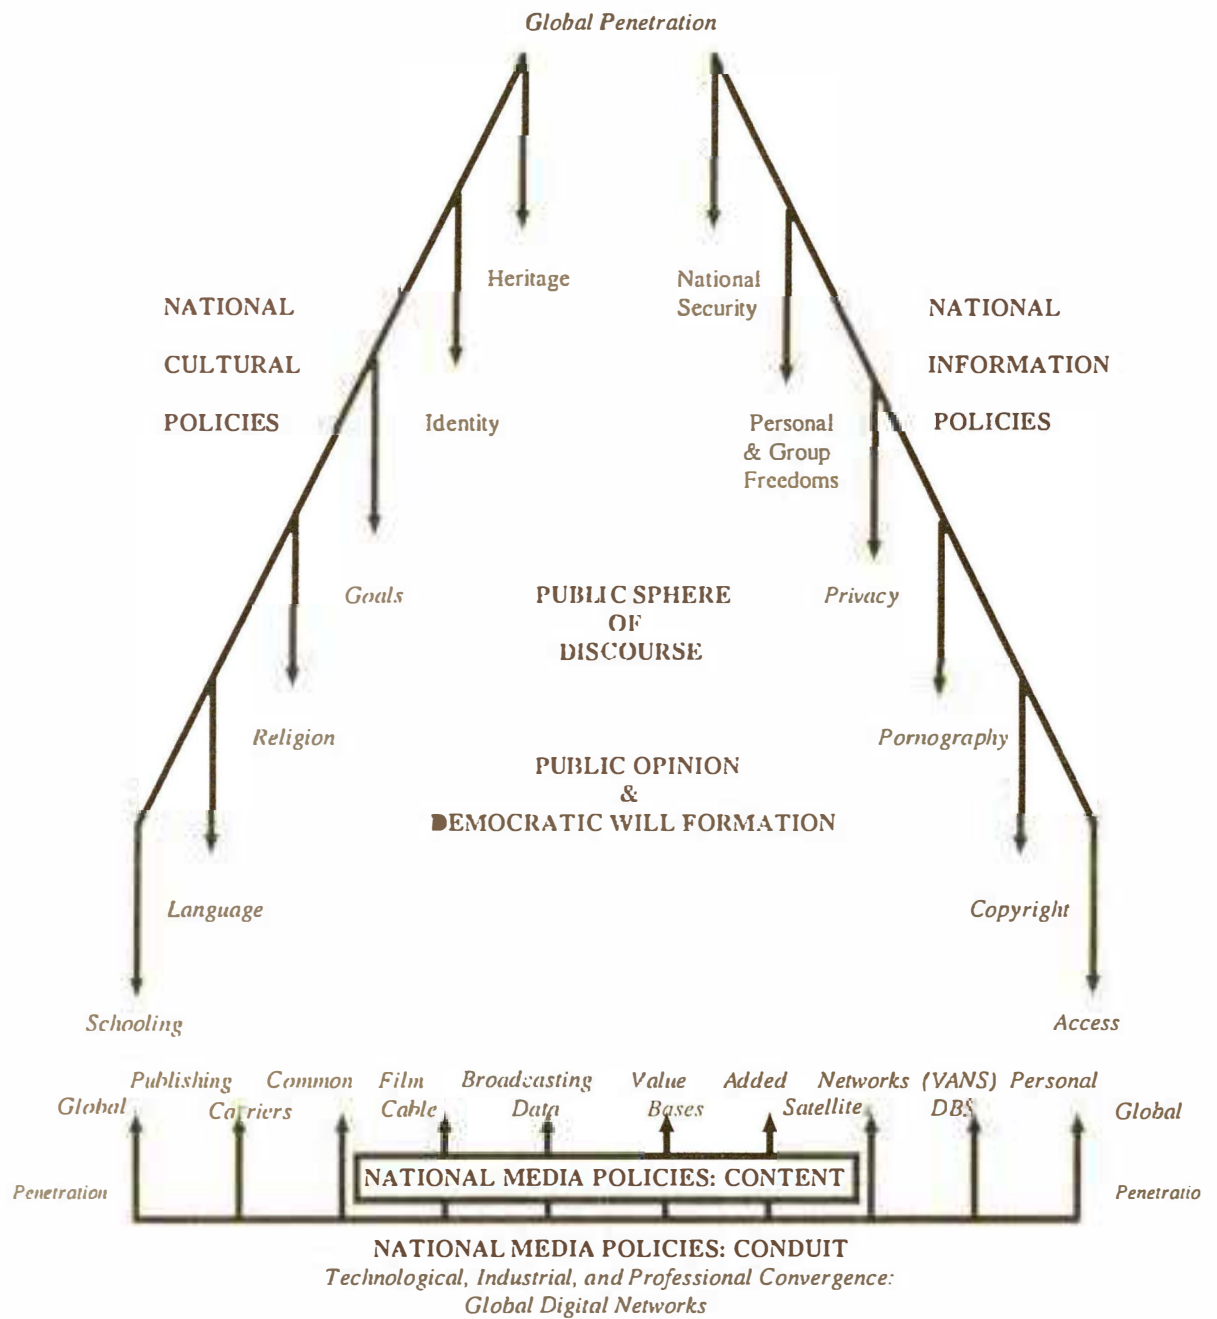 Global Penetration
Heritage
National
Security
NATIONAL
CULTURAL
POLICIES
NATIONAL
INFORMATION
POLICIES
Identity
Personal
& Group
Freedoms
Goals
PUBLIC SPHERE
OF
DISCOURSE
Privacy
Religion
Pornography
PUBLIC OPINION
&
DEMOCRATIC WILL FORMATION
Language
Copyright
Schooling
Access
Publishing Common Film Broadcasting Value Added Networks (VANS) Personal
Global Carriers Cable Data Bases Satellite DBS Global
NATIONAL MEDIA POLICIES: CONTENT
Penetration Penetratio
NATIONAL MEDIA POLICIES: CONDUIT
Technological, Industrial, and Professional Convergence:
Global Digital Networks